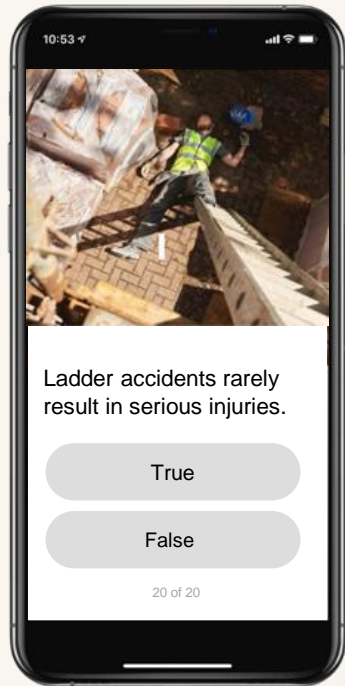 10:53
Ladder accidents rarely
result in serious injuries.
True
False
20 of 20